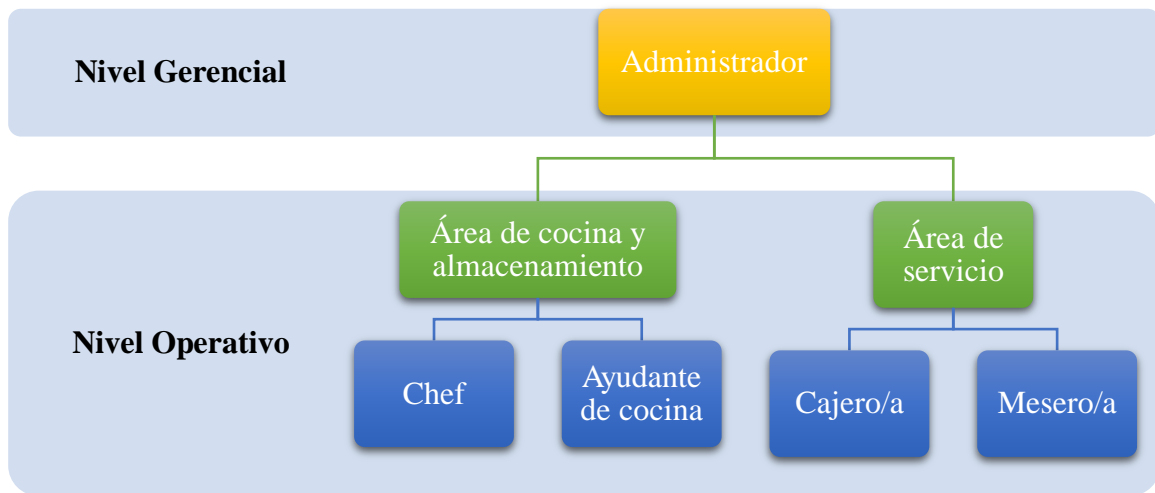 Nivel Gerencial
Administrador
Nivel Operativo
Área de cocina y
almacenamiento
Área de
servicio
Chef
Ayudante
de cocina
Cajero/a
Mesero/a